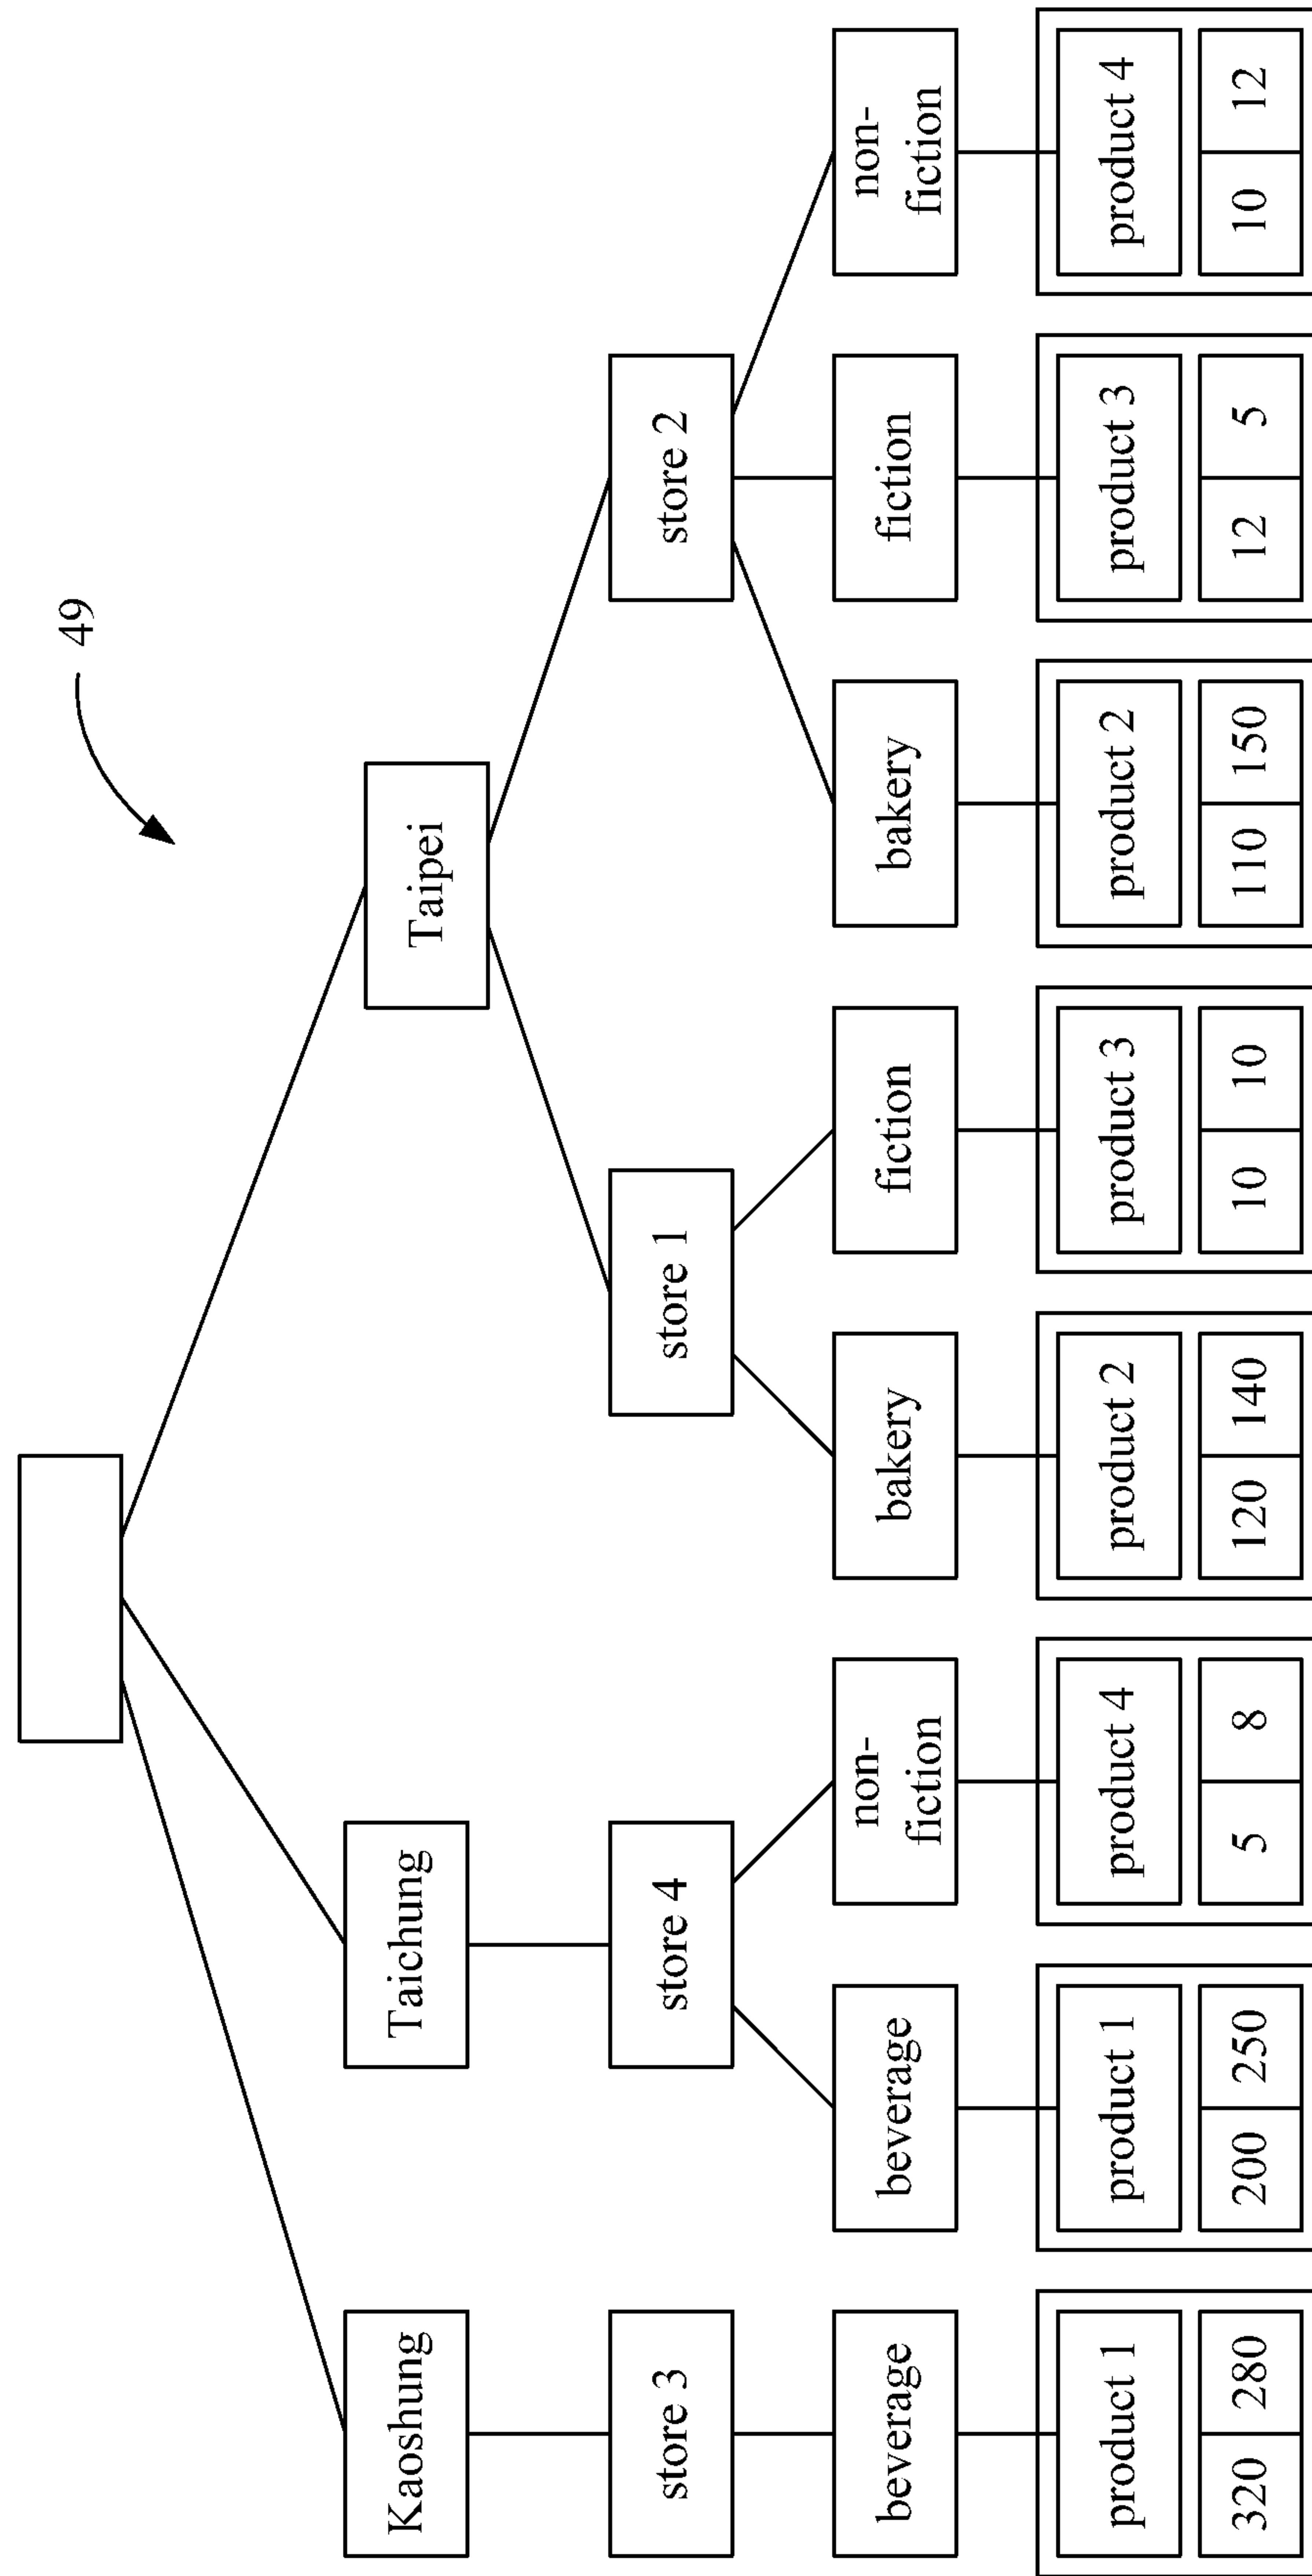 49
Kaoshung
Taichung
Taipei
store 3
store 4
store 1
store 2
beverage
beverage
non-
fiction
bakery
fiction
bakery
fiction
non-
fiction
product 1
product 1
product 4
product 2
product 3
product 2
product 3
product 4
320 280
200 250
5 8
120 140
10 10
110 150
12 5
10 12